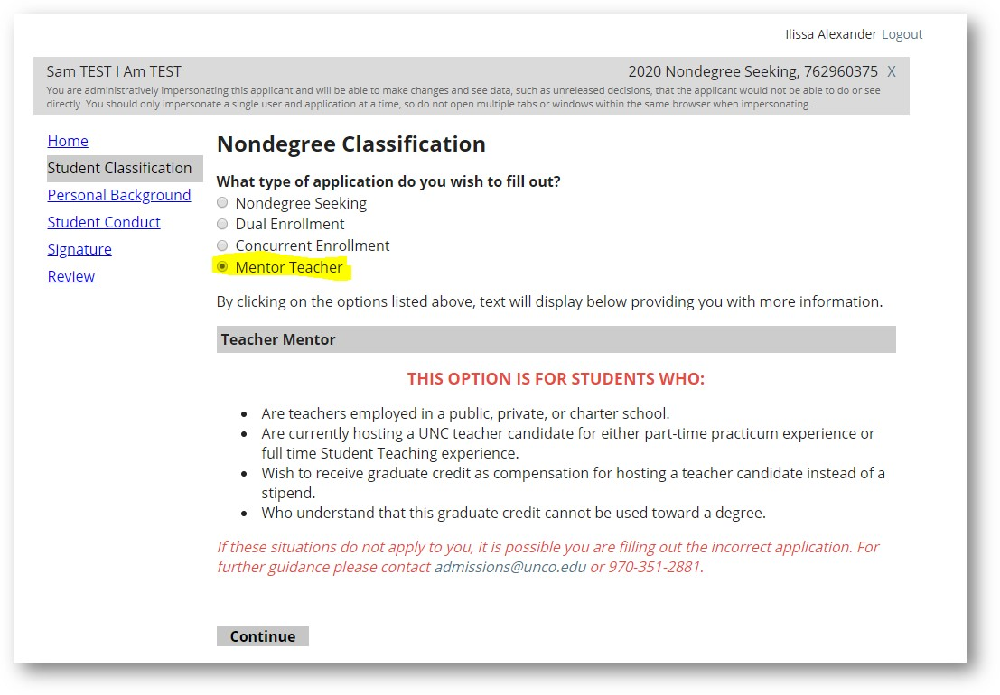 Ilissa Alexander Logout
Sam TEST I Am TEST 2020 Nondegree Seeking, 762960375 X
You are administratively impersonating this applicant and will be able to make changes and see data, such as unreleased decisions, that the applicant would not be able to do or see
directly. You should only impersonate a single user and application at a time, so do not open multiple tabs or windows within the same browser when impersonating.
Home
Student Classification
Personal Background
Student Conduct
Signature
Review
Nondegree Classification
What type of application do you wish to fill out?
Nondegree Seeking
Dual Enrollment
Concurrent Enrollment
Mentor Teacher
By clicking on the options listed above, text will display below providing you with more information.
Teacher Mentor
THIS OPTION IS FOR STUDENTS WHO:
• Are teachers employed in a public, private, or charter school.
• Are currently hosting a UNC teacher candidate for either part-time practicum experience or
full time Student Teaching experience.
• Wish to receive graduate credit as compensation for hosting a teacher candidate instead of a
stipend.
• Who understand that this graduate credit cannot be used toward a degree.
If these situations do not apply to you, it is possible you are filling out the incorrect application. For
further guidance please contact admissions@unco.edu or 970-351-2881.
Continue